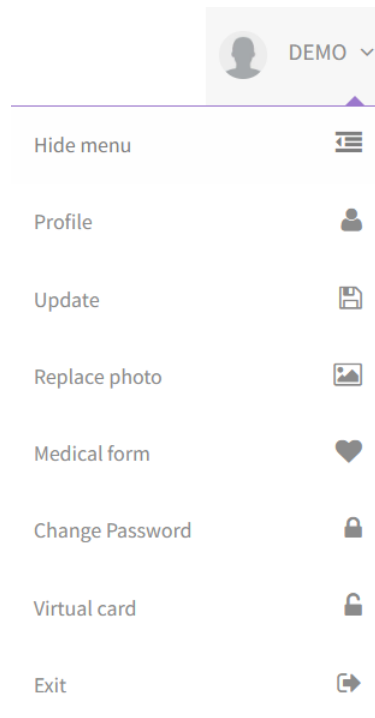 DEMO
Hide menu
Profile
Update
Replace photo
Medical form
Change Password
Virtual card
Exit